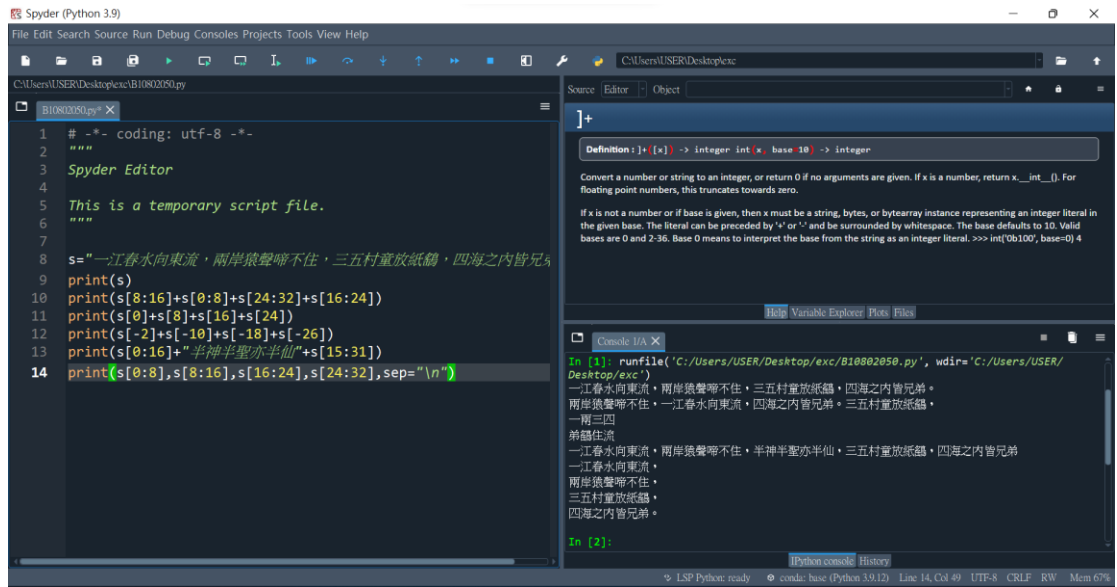 Spyder (Python 3.9)
File Edit Search Source Run Debug Consoles Projects Tools View Help
C:\Users\USER\Desktop\exc
C:\Users\USER\Desktop\exc\B10802050.py
B10802050.py*
1 # -*- coding: utf-8 -*-
2 """
3 Spyder Editor
4
5 This is a temporary script file.
6 """
7
8 s="一江春水向東流，兩岸猿聲啼不住，三五村童放紙鷂，四海之內皆兄弟
9 print(s)
10 print(s[8:16]+s[0:8]+s[24:32]+s[16:24])
11 print(s[0]+s[8]+s[16]+s[24])
12 print(s[-2]+s[-10]+s[-18]+s[-26])
13 print(s[0:16]+"半神半聖亦半仙"+s[15:31])
14 print(s[0:8],s[8:16],s[16:24],s[24:32],sep="\n")
Source Editor Object
]+
Definition : ]+([x]) -> integer int(x, base=10) -> integer
Convert a number or string to an integer, or return 0 if no arguments are given. If x is a number, return x.__int__(). For
floating point numbers, this truncates towards zero.
If x is not a number or if base is given, then x must be a string, bytes, or bytearray instance representing an integer literal in
the given base. The literal can be preceded by '+' or '-' and be surrounded by whitespace. The base defaults to 10. Valid
bases are 0 and 2-36. Base 0 means to interpret the base from the string as an integer literal. >>> int('0b100', base=0) 4
Help Variable Explorer Plots Files
Console 1/A
In [1]: runfile('C:/Users/USER/Desktop/exc/B10802050.py', wdir='C:/Users/USER/
Desktop/exc')
一江春水向東流，兩岸猿聲啼不住，三五村童放紙鷂，四海之內皆兄弟。
兩岸猿聲啼不住，一江春水向東流，四海之內皆兄弟。三五村童放紙鷂，
一兩三四
弟鷂住流
一江春水向東流，兩岸猿聲啼不住，半神半聖亦半仙，三五村童放紙鷂，四海之內皆兄弟
一江春水向東流，
兩岸猿聲啼不住，
三五村童放紙鷂，
四海之內皆兄弟。
In [2]:
IPython console History
LSP Python: ready conda: base (Python 3.9.12) Line 14, Col 49 UTF-8 CRLF RW Mem 67%